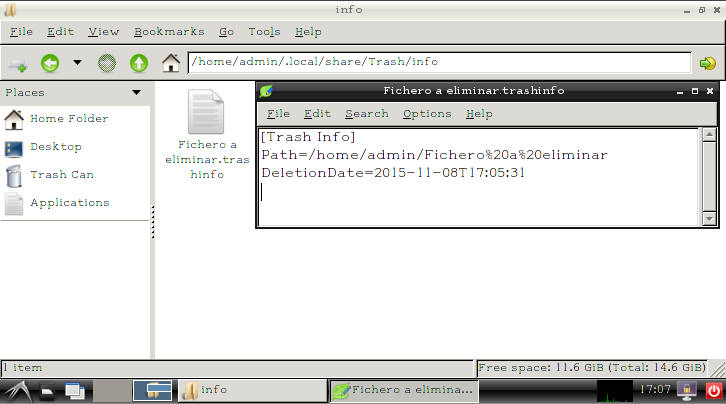 info
File Edit View Bookmarks Go Tools Help
/home/admin/.local/share/Trash/info
Places
Home Folder
Desktop
Trash Can
Applications
Fichero a
eliminar.tras
hinfo
Fichero a eliminar.trashinfo
File Edit Search Options Help
[Trash Info]
Path=/home/admin/Fichero%20a%20eliminar
DeletionDate=2015-11-08T17:05:31
1 item
Free space: 11.6 GiB (Total: 14.6 GiB)
info
Fichero a elimina...
17:07